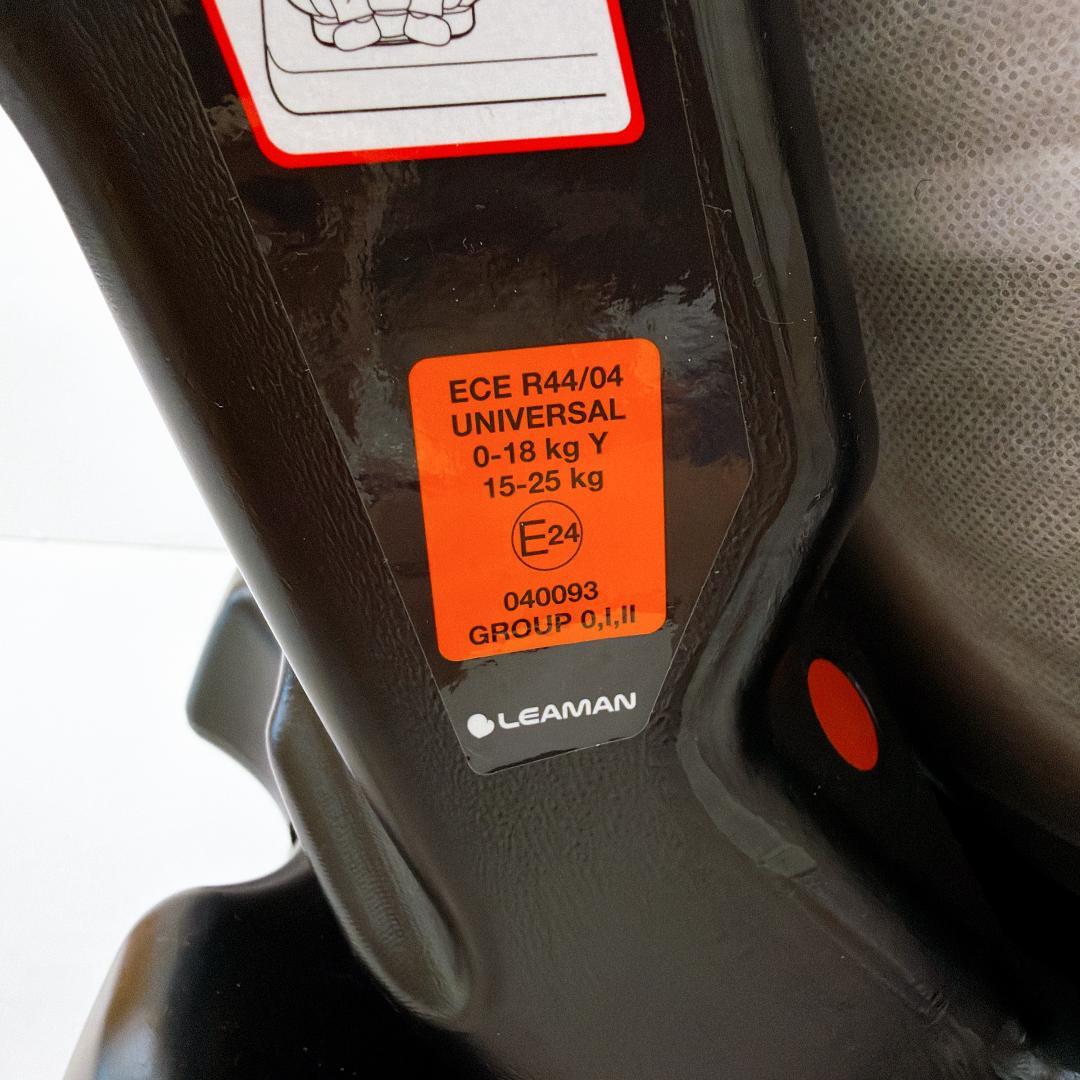 ECE R44/04
UNIVERSAL
0-18 kg Y
15-25 kg
E24
040093
GROUP 0,I,II
LEAMAN